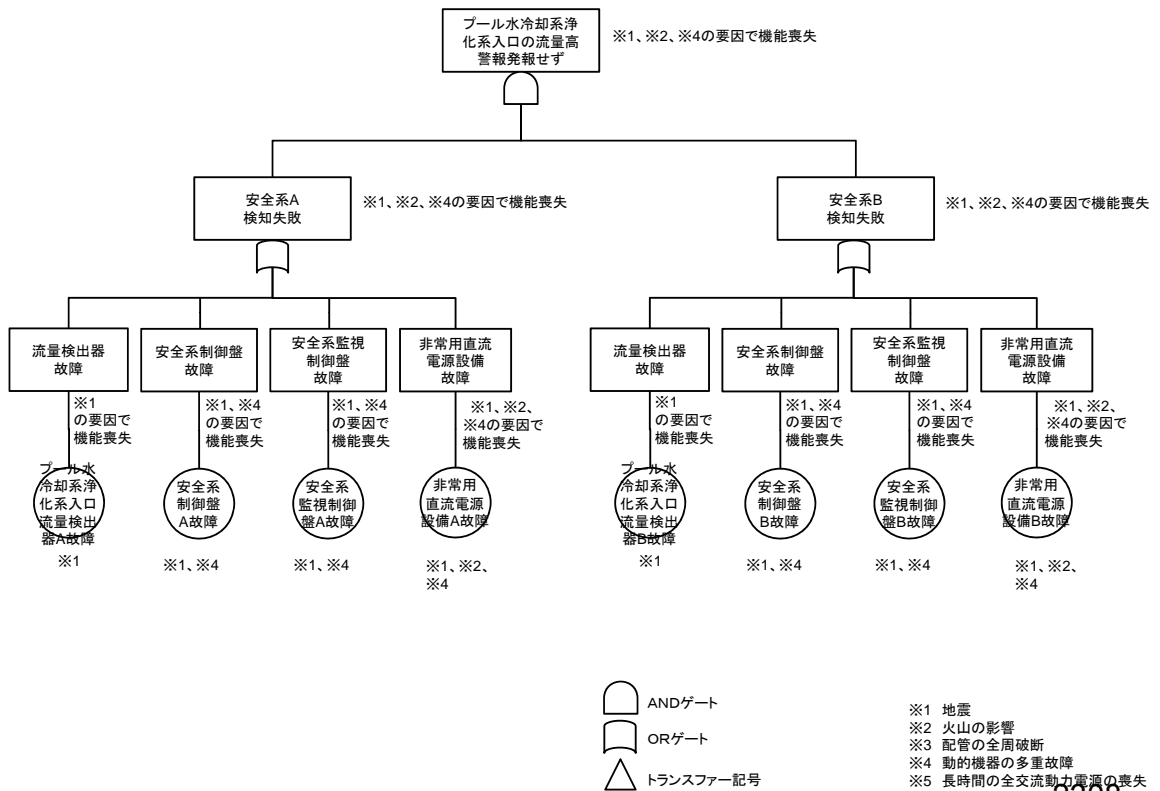 プール水冷却系浄
化系入口の流量高
警報発報せず
※1、※2、※4の要因で機能喪失
安全系A
検知失敗
※1、※2、※4の要因で機能喪失
安全系B
検知失敗
※1、※2、※4の要因で機能喪失
流量検出器
故障
安全系制御盤
故障
安全系監視
制御盤
故障
非常用直流
電源設備
故障
流量検出器
故障
安全系制御盤
故障
安全系監視
制御盤
故障
非常用直流
電源設備
故障
※1
の要因で
機能喪失
※1、※4
の要因で
機能喪失
※1、※4
の要因で
機能喪失
※1、※2、
※4の要因で
機能喪失
※1
の要因で
機能喪失
※1、※4
の要因で
機能喪失
※1、※4
の要因で
機能喪失
※1、※2、
※4の要因で
機能喪失
プール水
冷却系浄
化系入口
流量検出
器A故障
安全系
制御盤
A故障
安全系
監視制御
盤A故障
非常用
直流電源
設備A故障
プール水
冷却系浄
化系入口
流量検出
器B故障
安全系
制御盤
B故障
安全系
監視制御
盤B故障
非常用
直流電源
設備B故障
※1
※1、※4
※1、※4
※1、※2、
※4
※1
※1、※4
※1、※4
※1、※2、
※4
ANDゲート
ORゲート
トランスファー記号
※1 地震
※2 火山の影響
※3 配管の全周破断
※4 動的機器の多重故障
※5 長時間の全交流動力電源の喪失